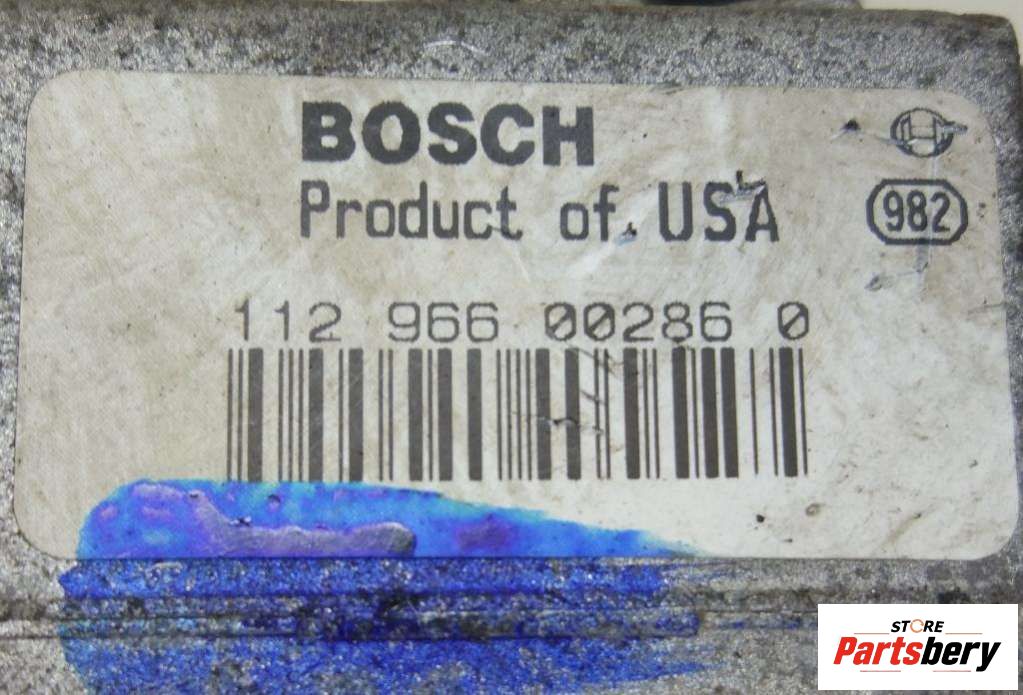 BOSCH
Product of USA
982
112 966 00286 0
STORE
Partsbery